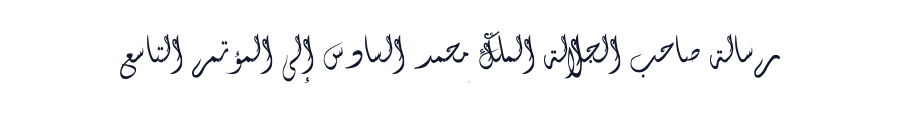 رسالة صاحب الجلالة الملك محمد السادس إلى المؤتمر التاسع